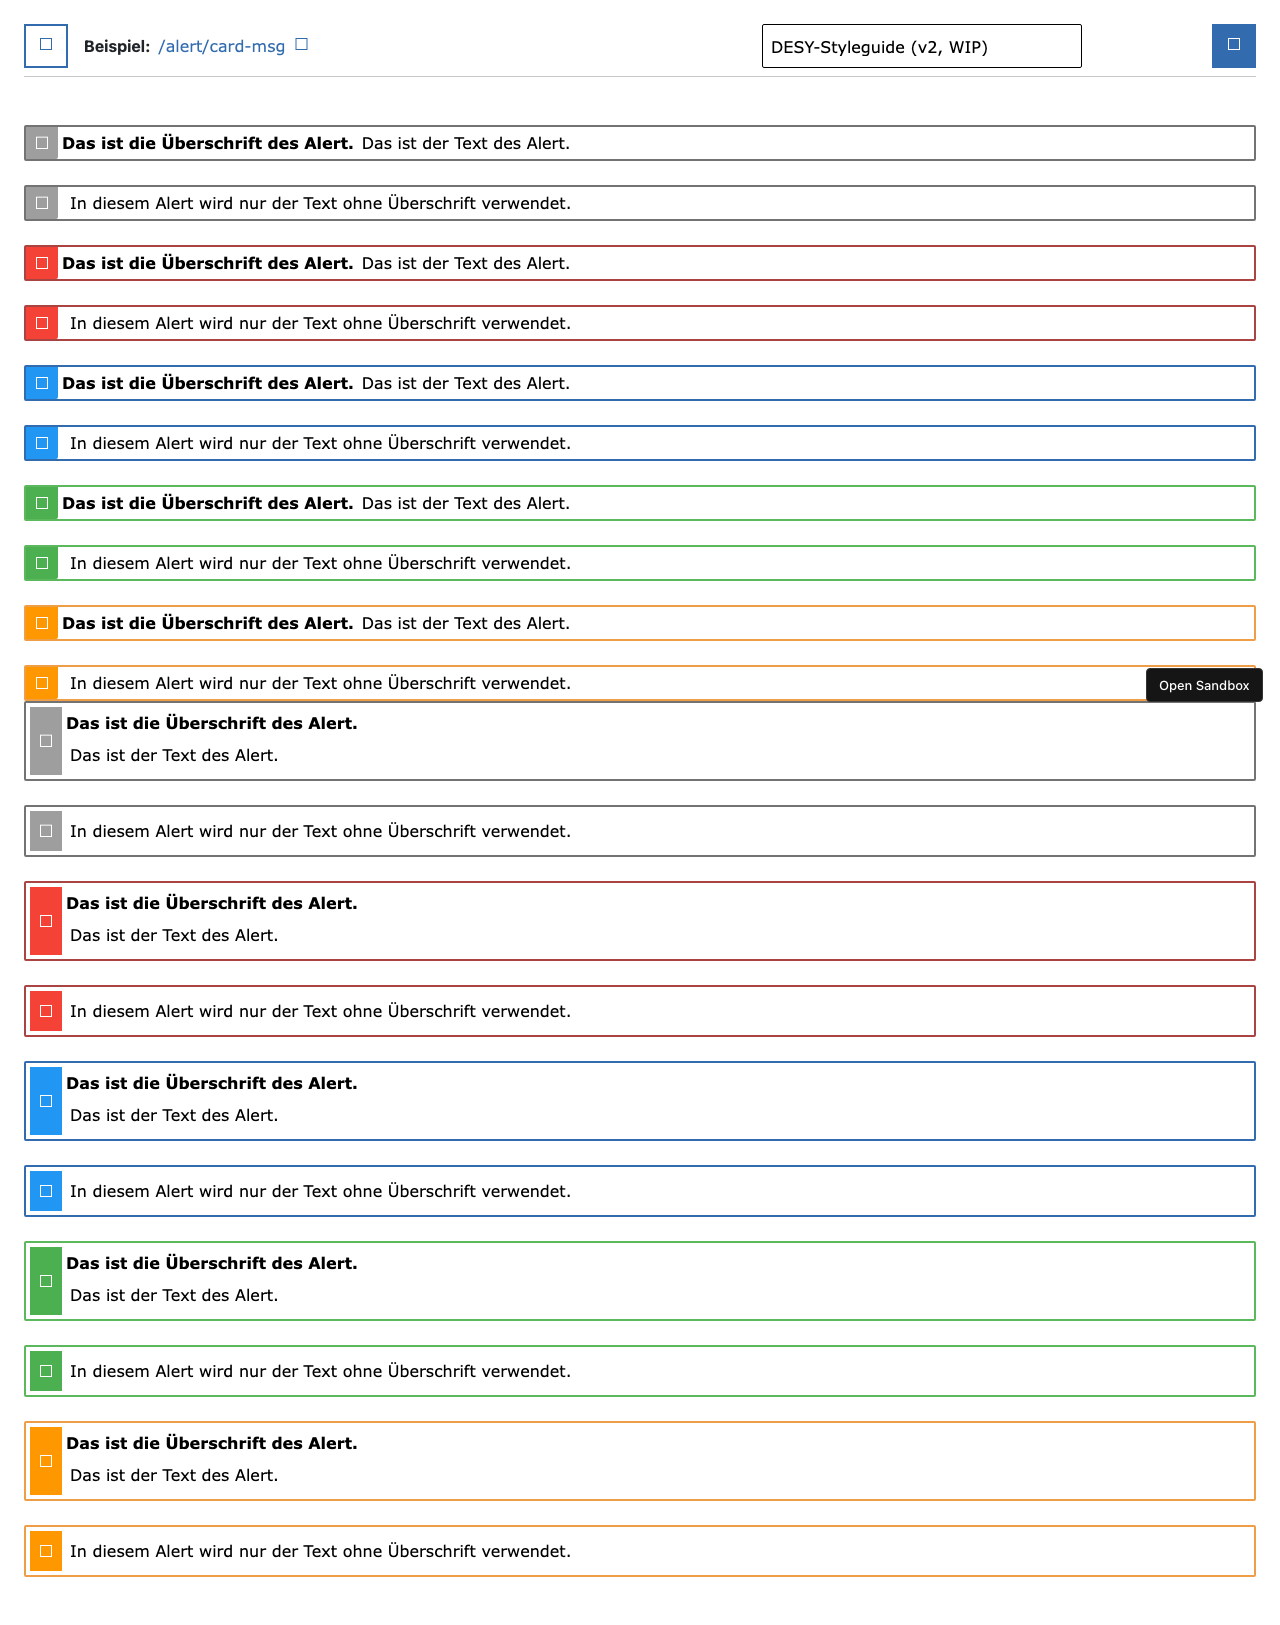 Beispiel: /alert/card-msg
DESY-Styleguide (v2, WIP)
Das ist die Überschrift des Alert. Das ist der Text des Alert.
In diesem Alert wird nur der Text ohne Überschrift verwendet.
Das ist die Überschrift des Alert. Das ist der Text des Alert.
In diesem Alert wird nur der Text ohne Überschrift verwendet.
Das ist die Überschrift des Alert. Das ist der Text des Alert.
In diesem Alert wird nur der Text ohne Überschrift verwendet.
Das ist die Überschrift des Alert. Das ist der Text des Alert.
In diesem Alert wird nur der Text ohne Überschrift verwendet.
Das ist die Überschrift des Alert. Das ist der Text des Alert.
In diesem Alert wird nur der Text ohne Überschrift verwendet.
Open Sandbox
Das ist die Überschrift des Alert.
Das ist der Text des Alert.
In diesem Alert wird nur der Text ohne Überschrift verwendet.
Das ist die Überschrift des Alert.
Das ist der Text des Alert.
In diesem Alert wird nur der Text ohne Überschrift verwendet.
Das ist die Überschrift des Alert.
Das ist der Text des Alert.
In diesem Alert wird nur der Text ohne Überschrift verwendet.
Das ist die Überschrift des Alert.
Das ist der Text des Alert.
In diesem Alert wird nur der Text ohne Überschrift verwendet.
Das ist die Überschrift des Alert.
Das ist der Text des Alert.
In diesem Alert wird nur der Text ohne Überschrift verwendet.